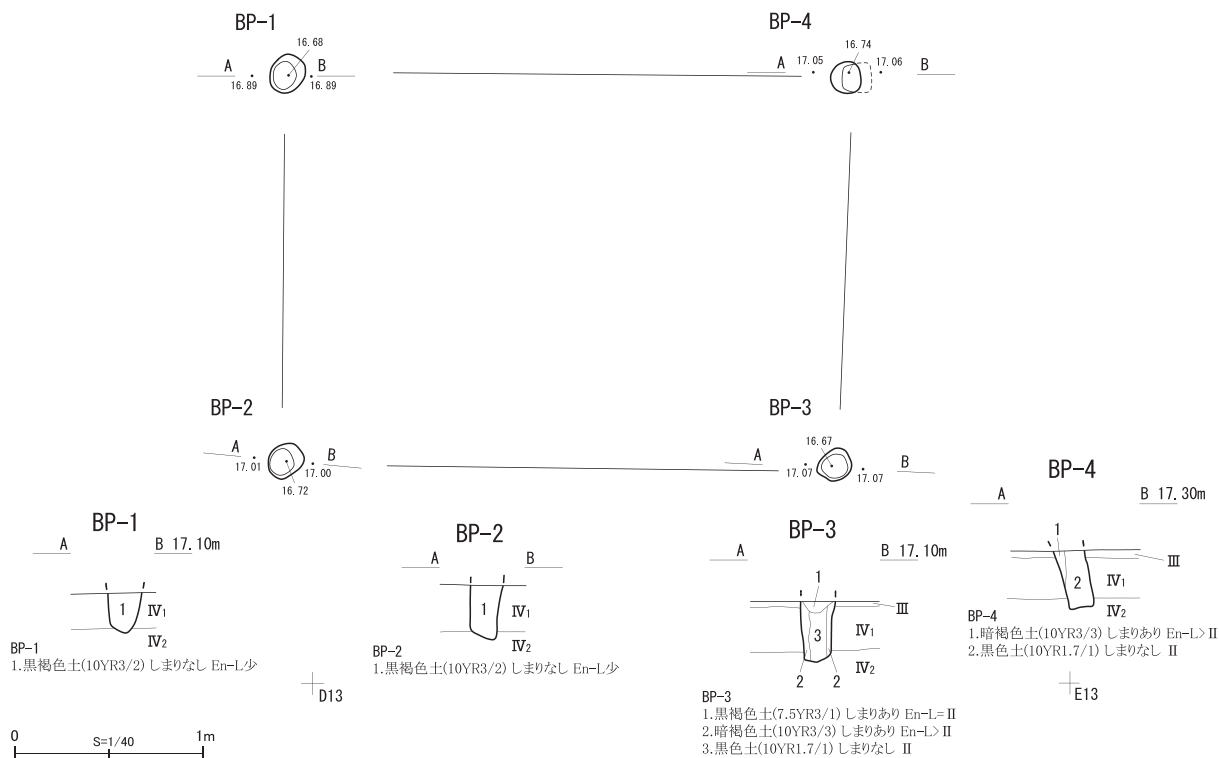 BP-1
BP-4
16.68
16.74
A
B
16.89
16.89
A
17.05
17.06
B
BP-2
BP-3
A
B
17.01
17.00
16.72
16.67
A
B
17.07
17.07
BP-1
A
B 17.10m
1
Ⅳ1
Ⅳ2
BP-1
1.黒褐色土(10YR3/2) しまりなし En-L少
BP-2
A
B
1
Ⅳ1
Ⅳ2
BP-2
1.黒褐色土(10YR3/2) しまりなし En-L少
BP-3
A
B 17.10m
1
Ⅲ
3
Ⅳ1
Ⅳ2
2
2
BP-3
1.黒褐色土(7.5YR3/1) しまりあり En-L=Ⅱ
2.暗褐色土(10YR3/3) しまりあり En-L>Ⅱ
3.黒色土(10YR1.7/1) しまりなし Ⅱ
BP-4
A
B 17.30m
1
Ⅲ
2
Ⅳ1
Ⅳ2
BP-4
1.暗褐色土(10YR3/3) しまりあり En-L>Ⅱ
2.黒色土(10YR1.7/1) しまりなし Ⅱ
D13
E13
0
S=1/40
1m